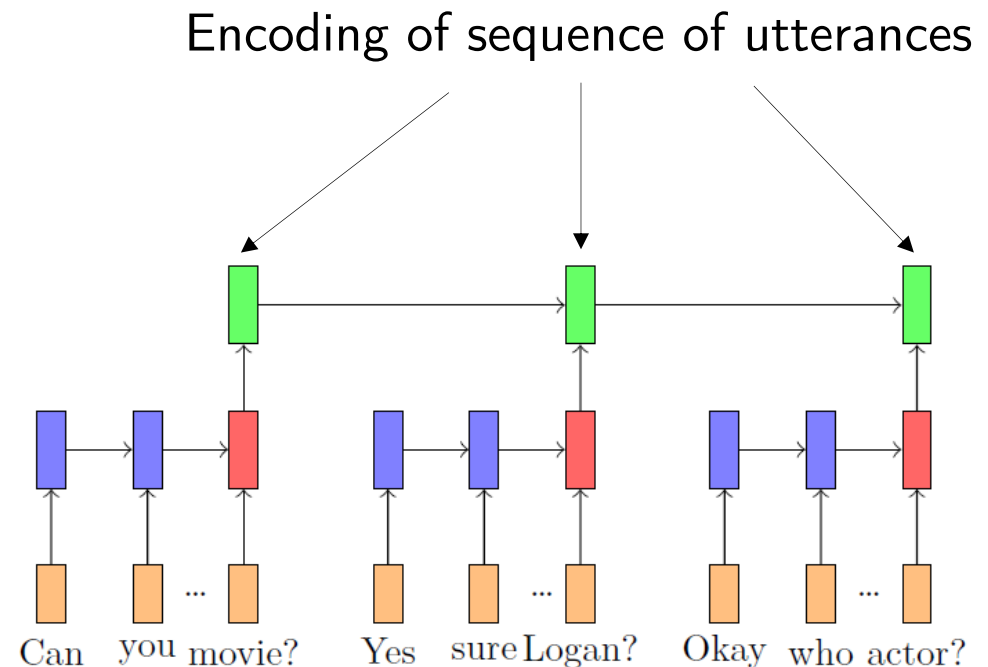 Encoding of sequence of utterances
Can you ... movie? Yes sure ... Logan? Okay who ... actor?